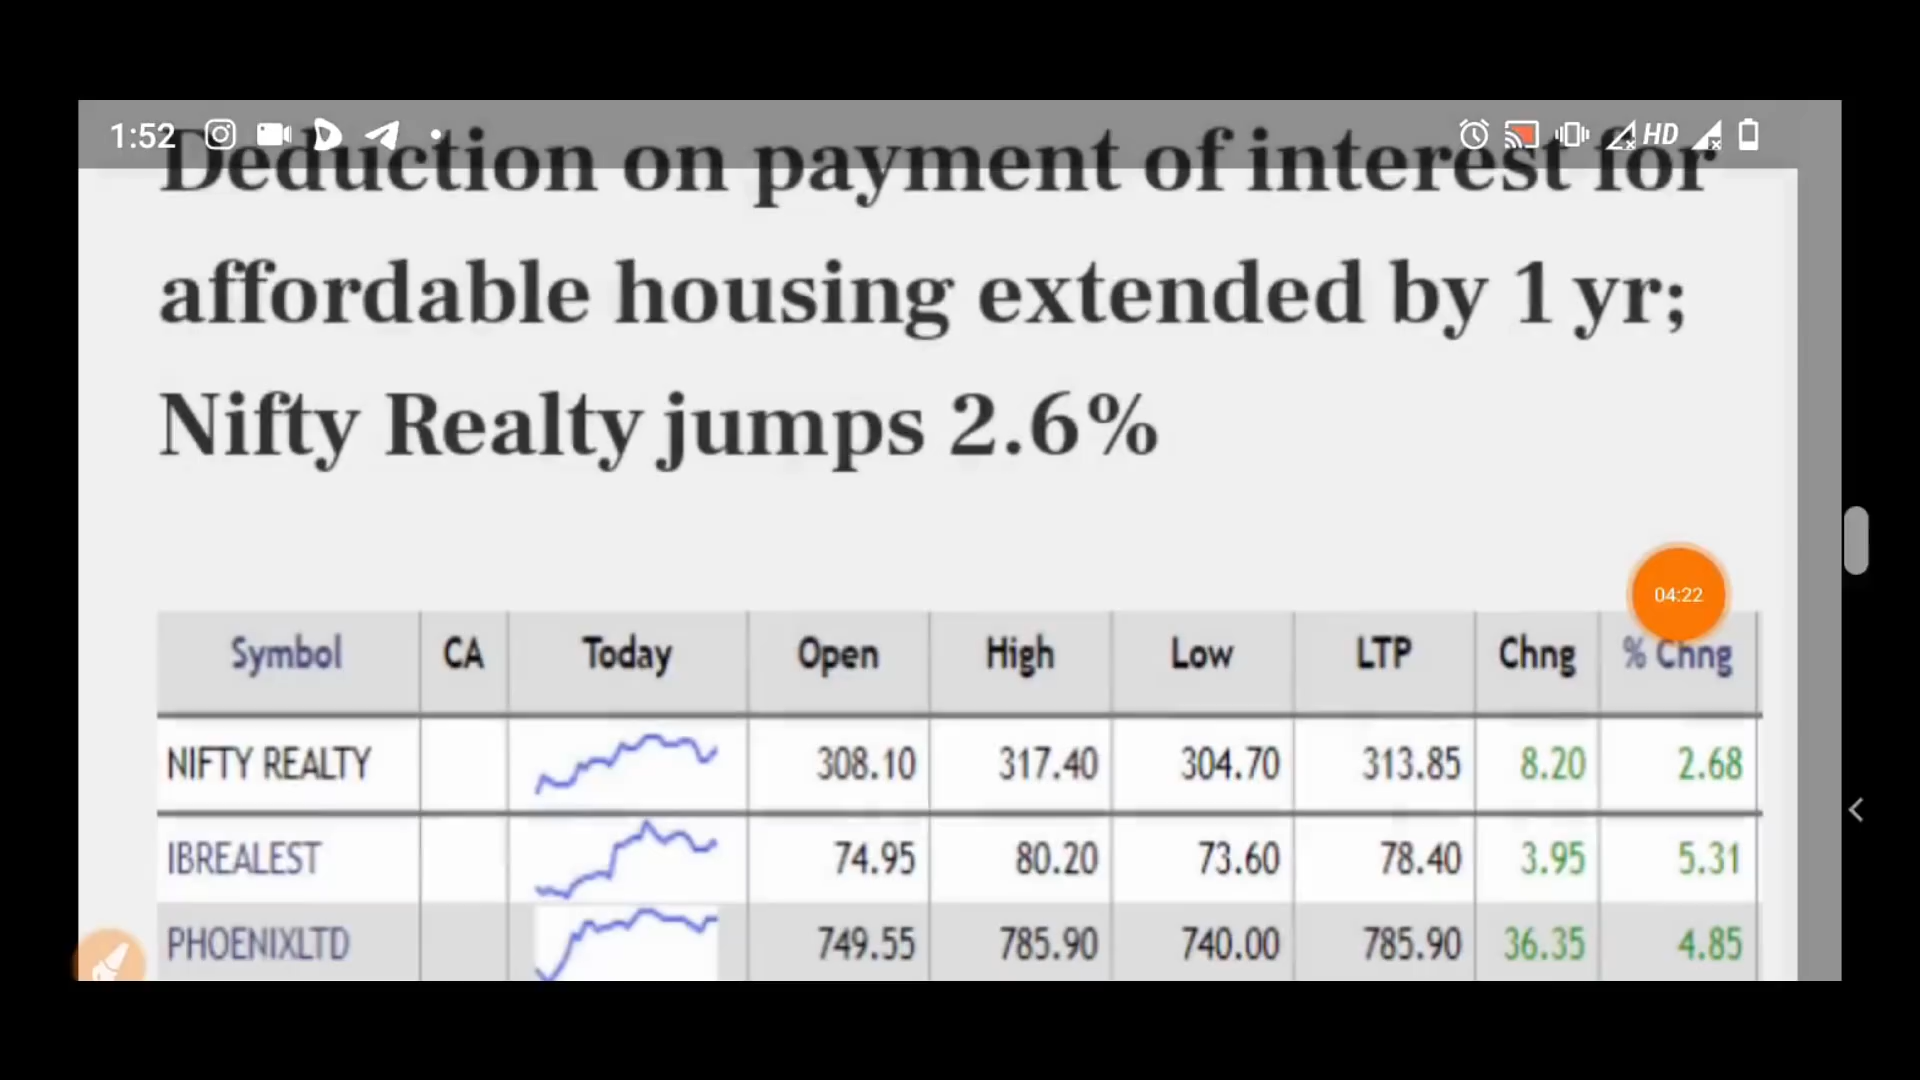 1:52 HD
Deduction on payment of interest for
affordable housing extended by 1 yr;
Nifty Realty jumps 2.6%
04:22
Symbol CA Today Open High Low LTP Chng % Chng
NIFTY REALTY 308.10 317.40 304.70 313.85 8.20 2.68
IBREALEST 74.95 80.20 73.60 78.40 3.95 5.31
PHOENIXLTD 749.55 785.90 740.00 785.90 36.35 4.85